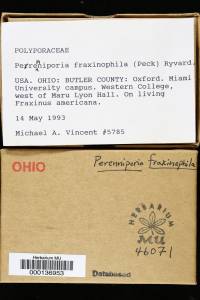 POLYPORACEAE
Perenniporia fraxinophila (Peck) Ryvard.
USA. OHIO: BUTLER COUNTY: Oxford. Miami
University campus. Western College,
west of Maru Lyon Hall. On living
Fraxinus americana.
14 May 1993
Michael A. Vincent #5785
OHIO
Perenniporia fraxinophila
HERBARIUM
MU
46071
Herbarium MU
000136953
Databased